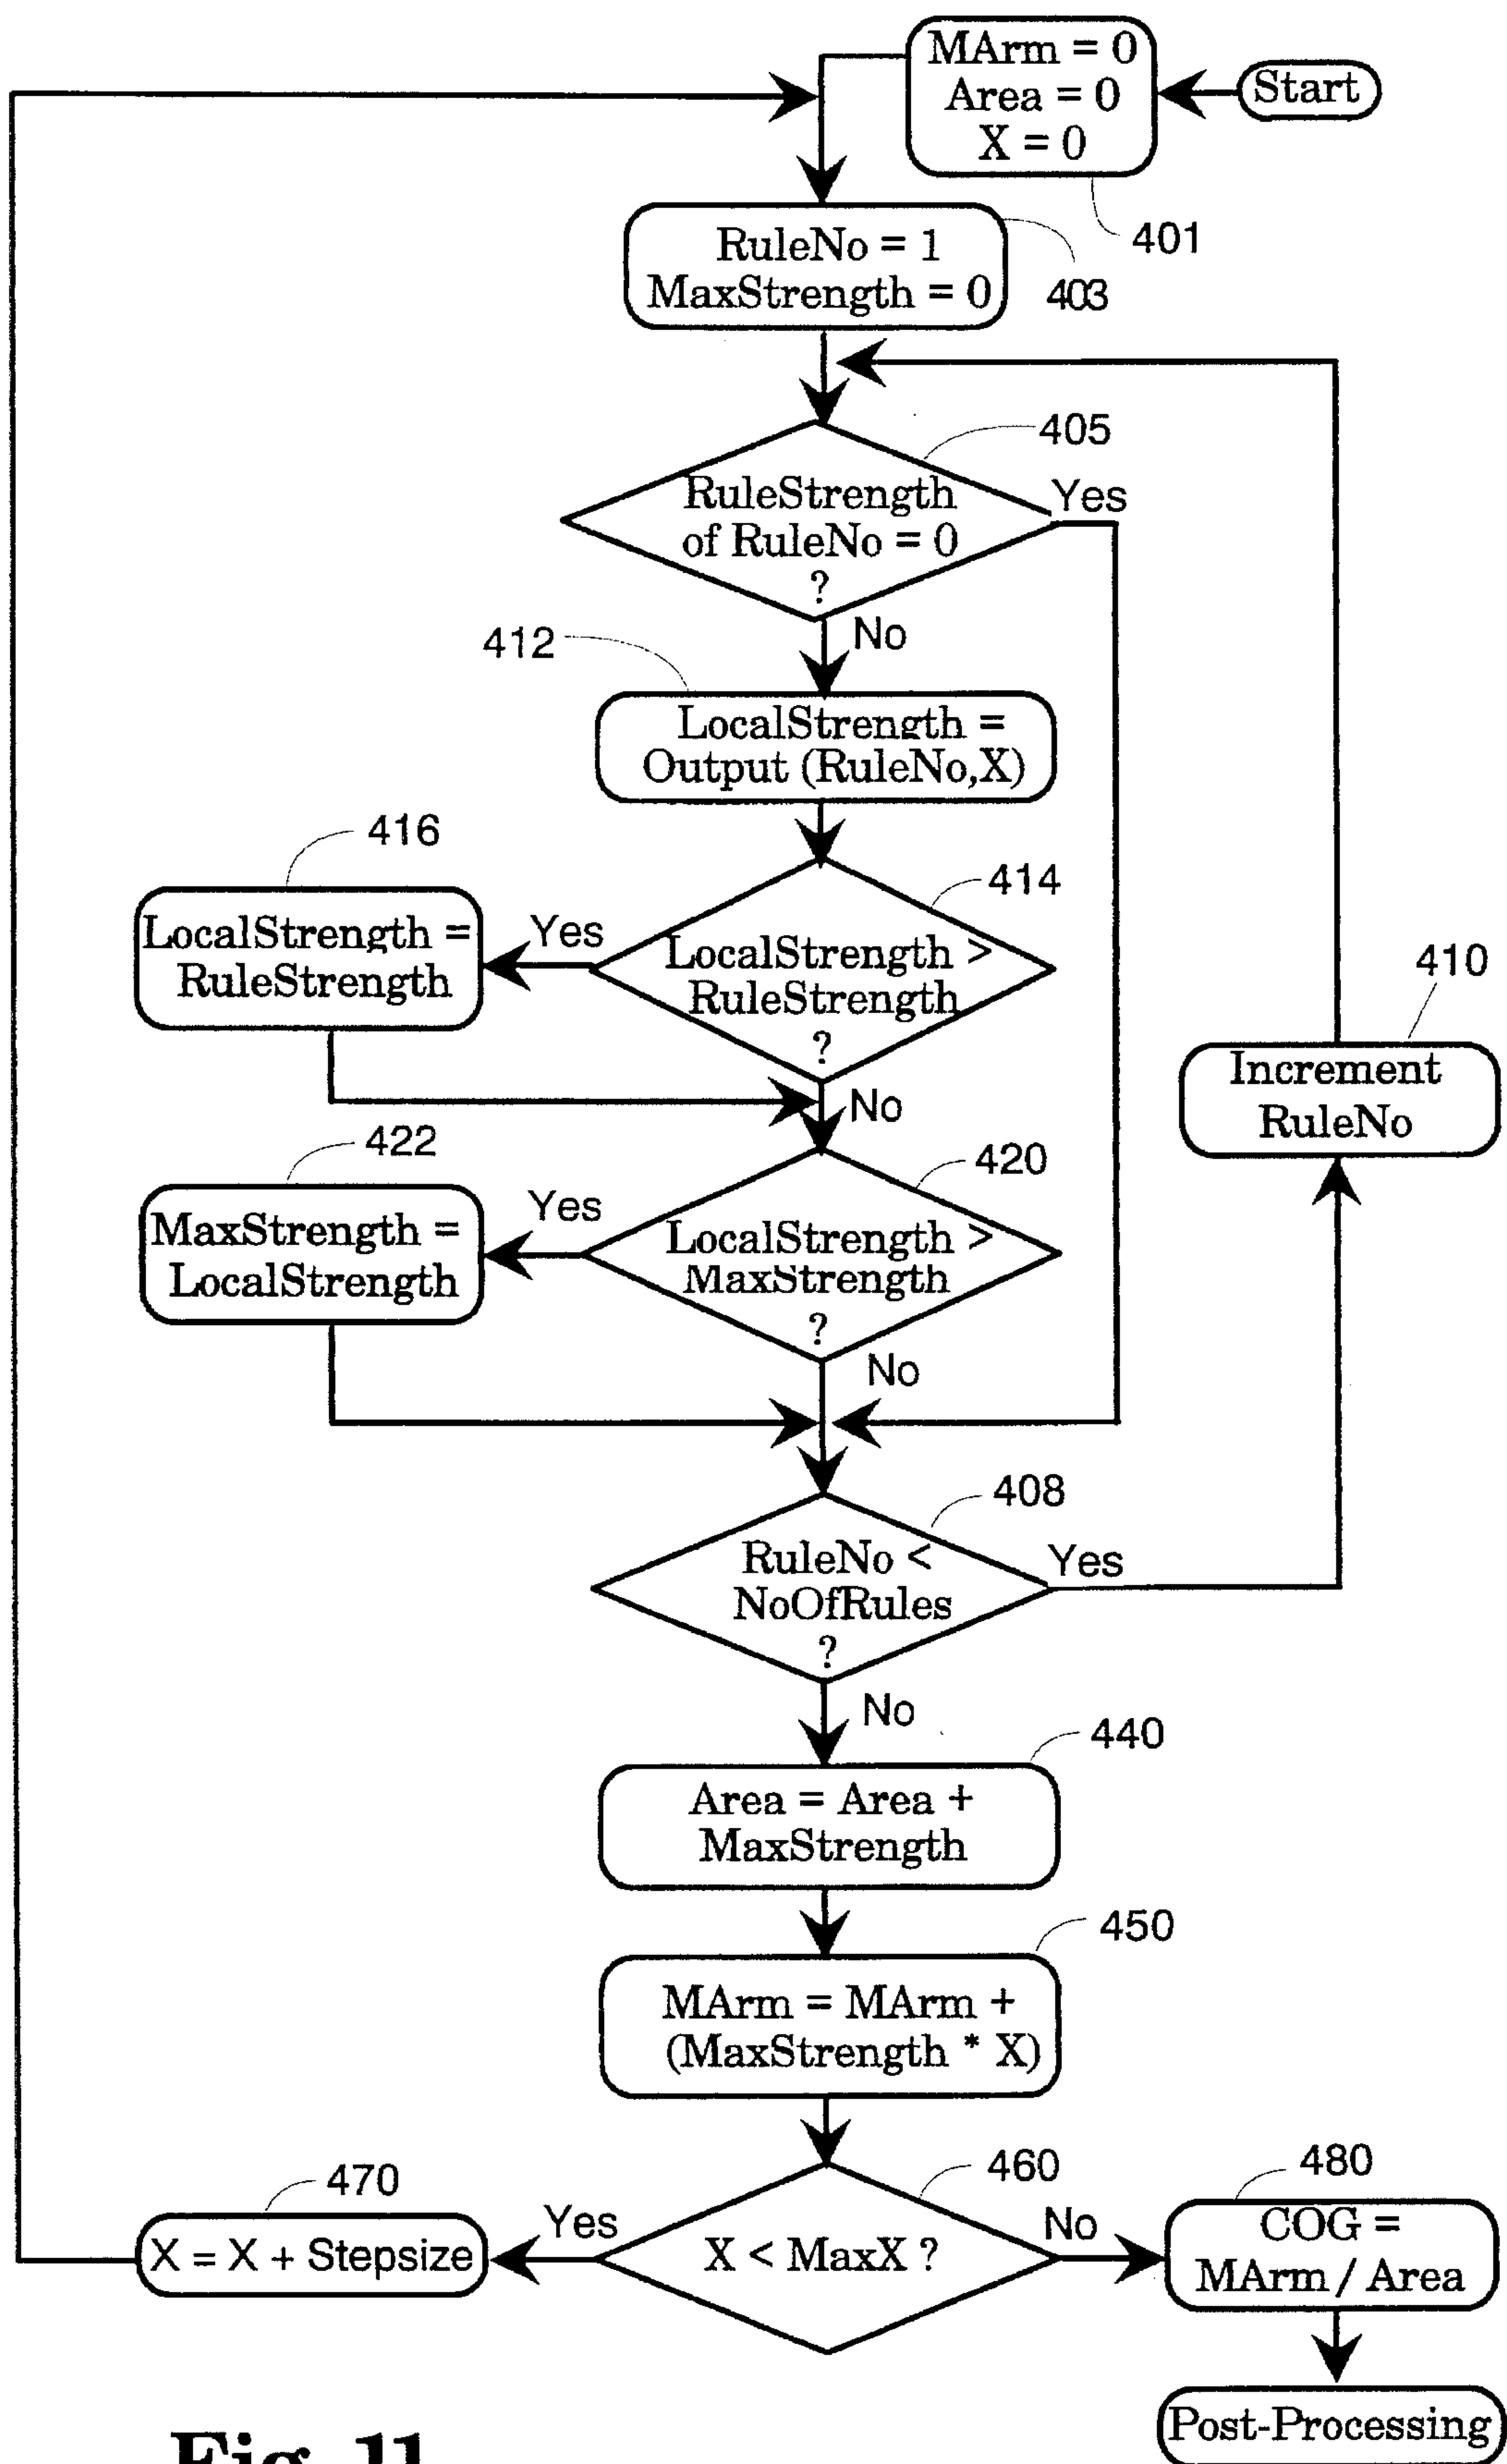 MArm = 0
Area = 0
X = 0
Start
401
RuleNo = 1
MaxStrength = 0
403
405
RuleStrength
of RuleNo = 0
?
Yes
No
412
LocalStrength =
Output (RuleNo,X)
416
414
LocalStrength =
RuleStrength
Yes
LocalStrength >
RuleStrength
?
410
Increment
RuleNo
No
422
420
MaxStrength =
LocalStrength
Yes
LocalStrength >
MaxStrength
?
No
408
RuleNo <
NoOfRules
?
Yes
No
440
Area = Area +
MaxStrength
450
MArm = MArm +
(MaxStrength * X)
470
460
480
X = X + Stepsize
Yes
X < MaxX ?
No
COG =
MArm / Area
Post-Processing
Fig. 11